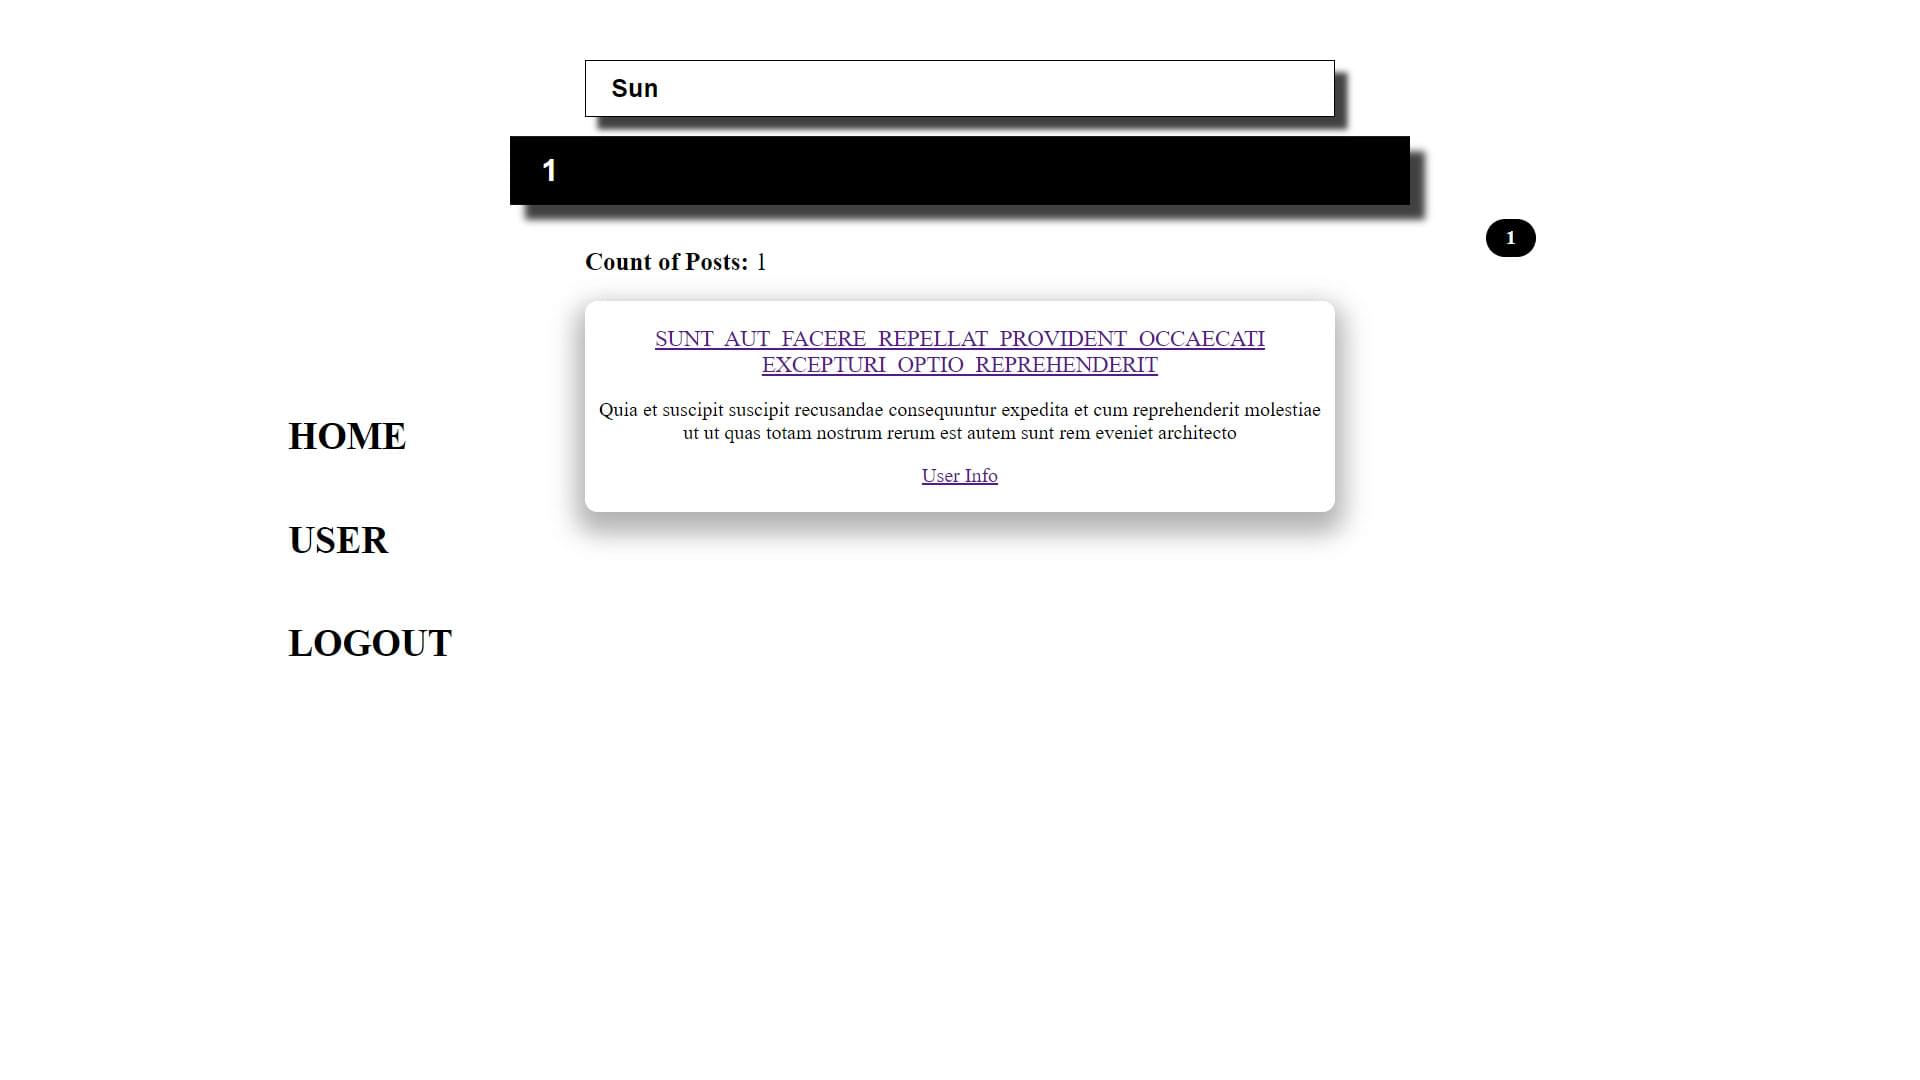 Sun
1
1
Count of Posts: 1
SUNT AUT FACERE REPELLAT PROVIDENT OCCAECATI
EXCEPTURI OPTIO REPREHENDERIT
Quia et suscipit suscipit recusandae consequuntur expedita et cum reprehenderit molestiae
ut ut quas totam nostrum rerum est autem sunt rem eveniet architecto
User Info
HOME
USER
LOGOUT